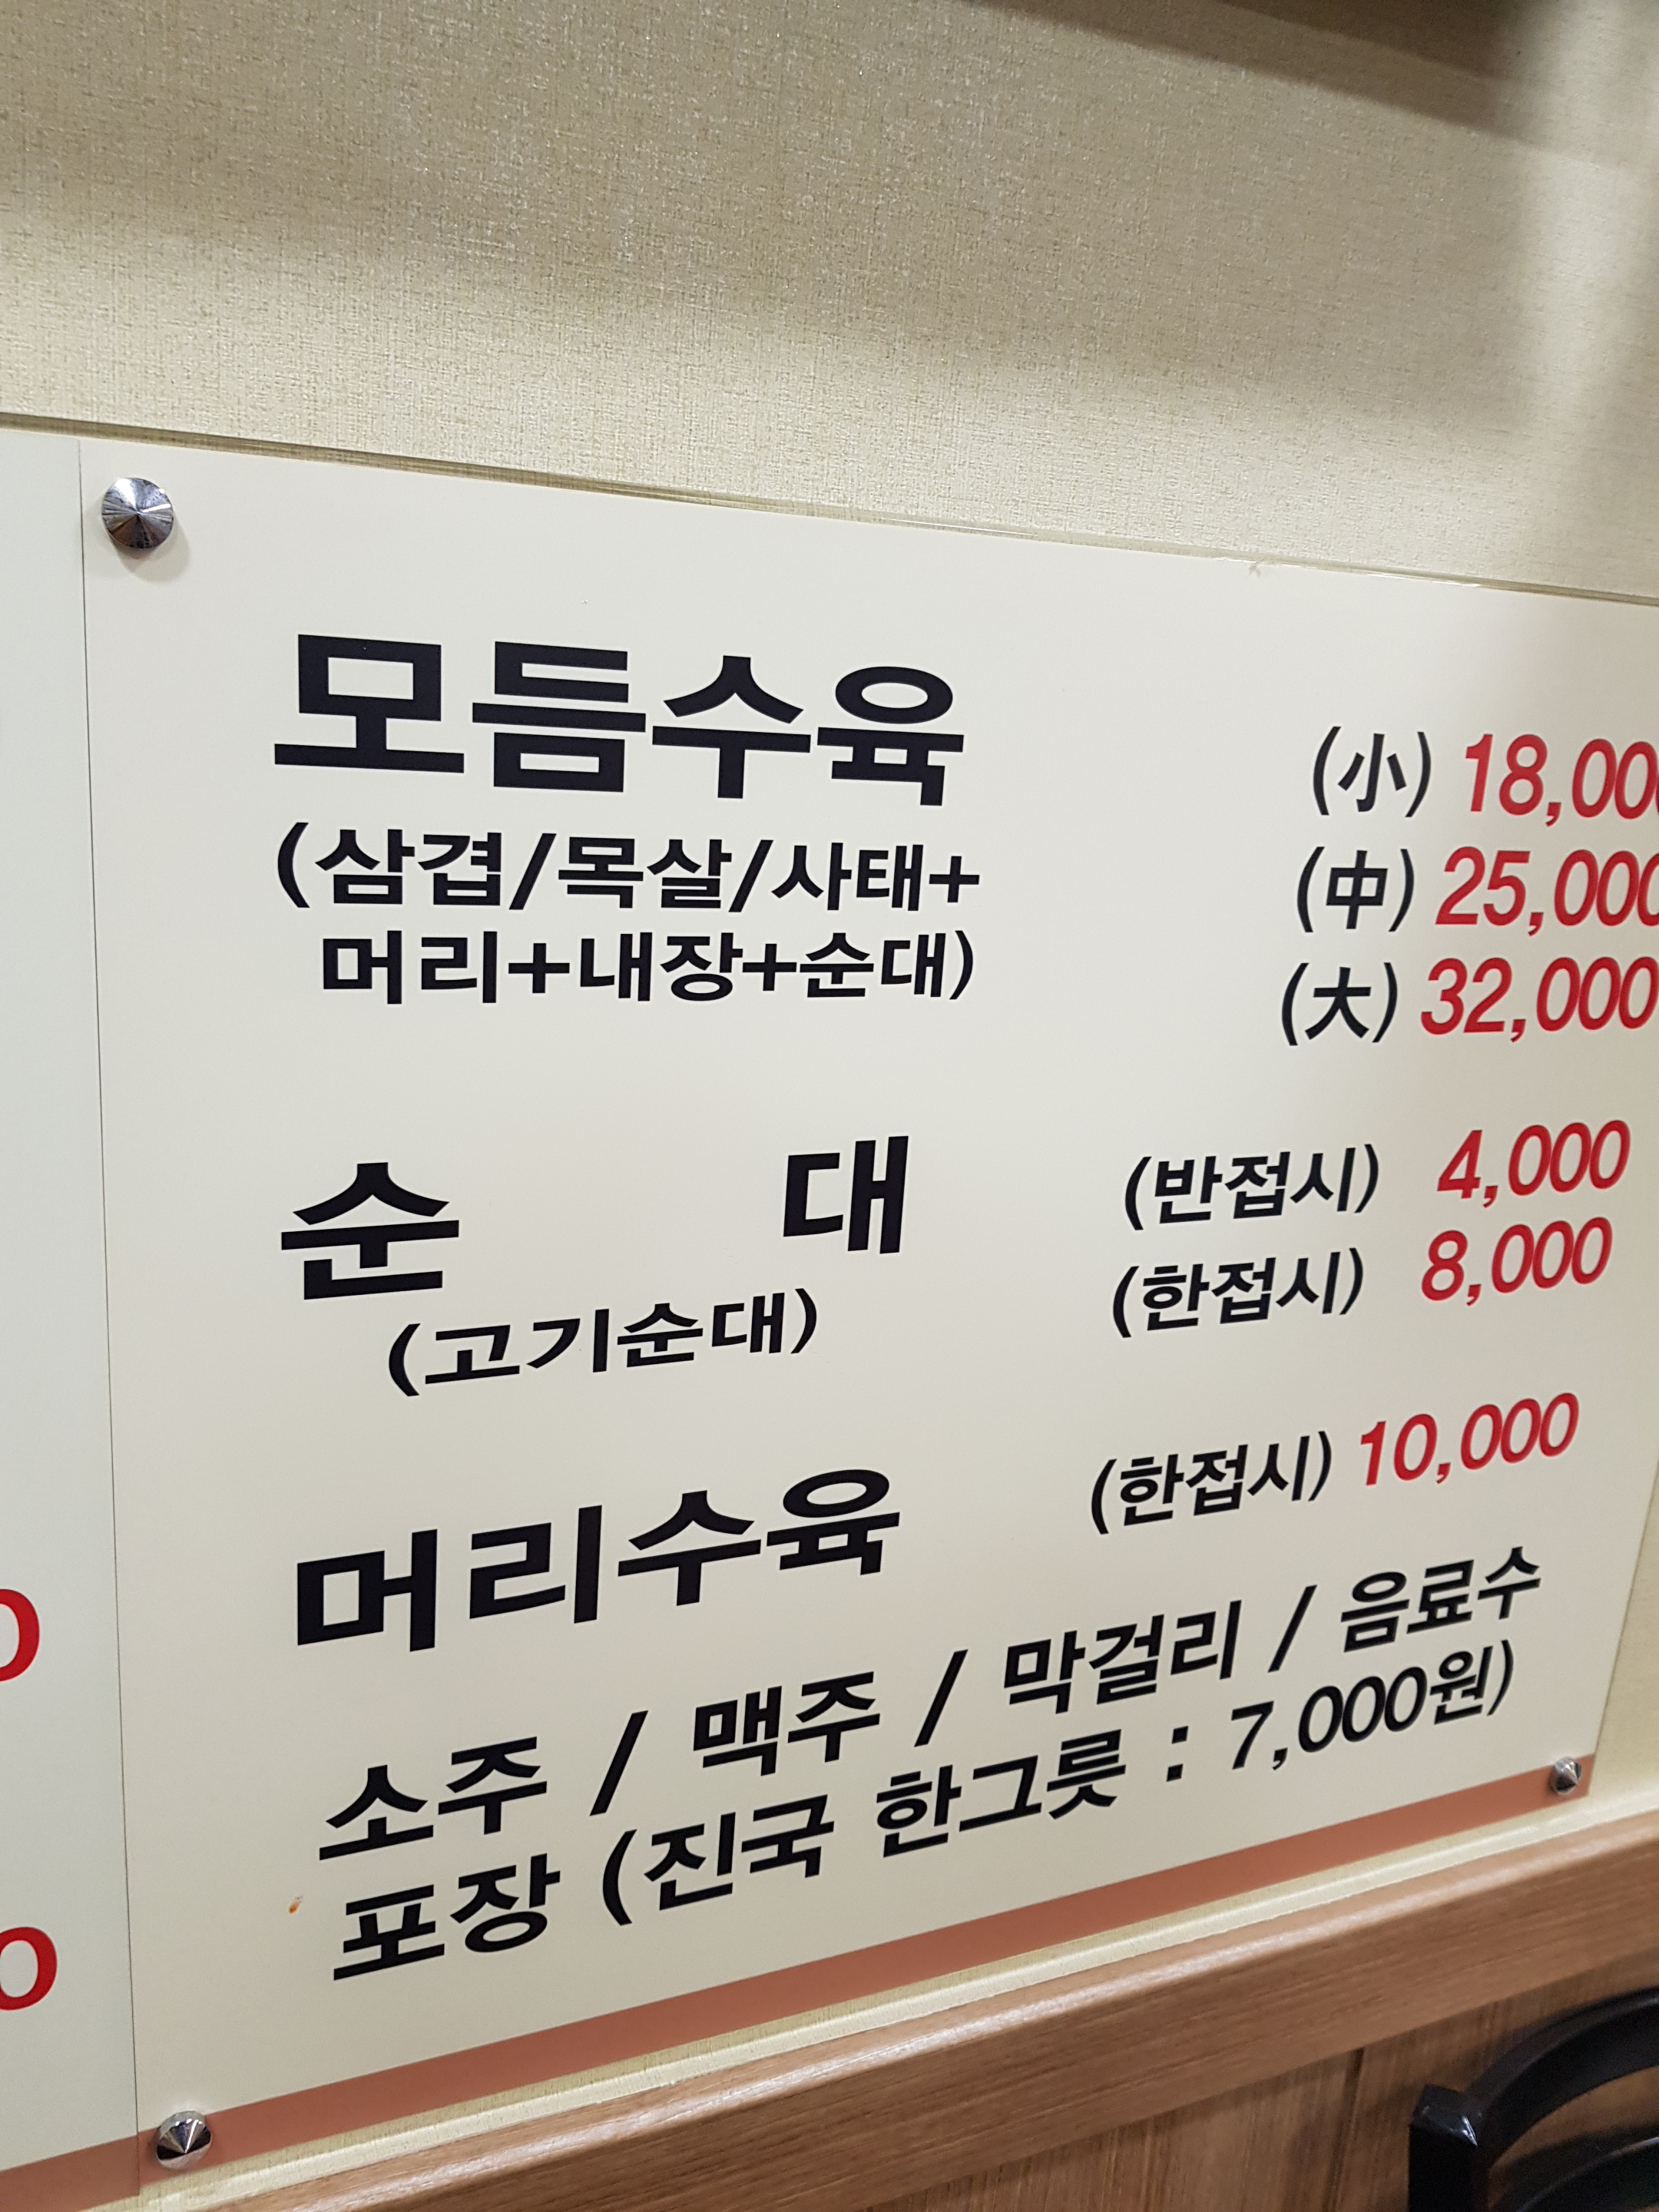 모듬수육
(삼겹/목살/사태+
머리+내장+순대)
(小) 18,000
(中) 25,000
(大) 32,000
순 대
(고기순대)
(반접시) 4,000
(한접시) 8,000
머리수육 (한접시) 10,000
소주 / 맥주 / 막걸리 / 음료수
포장 (진국 한그릇 : 7,000원)